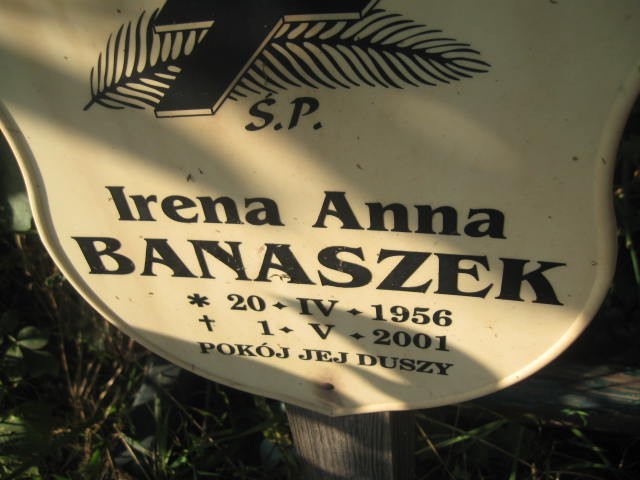 Ś.P.
Irena Anna
BANASZEK
* 20 • IV • 1956
† 1 • V • 2001
POKÓJ JEJ DUSZY